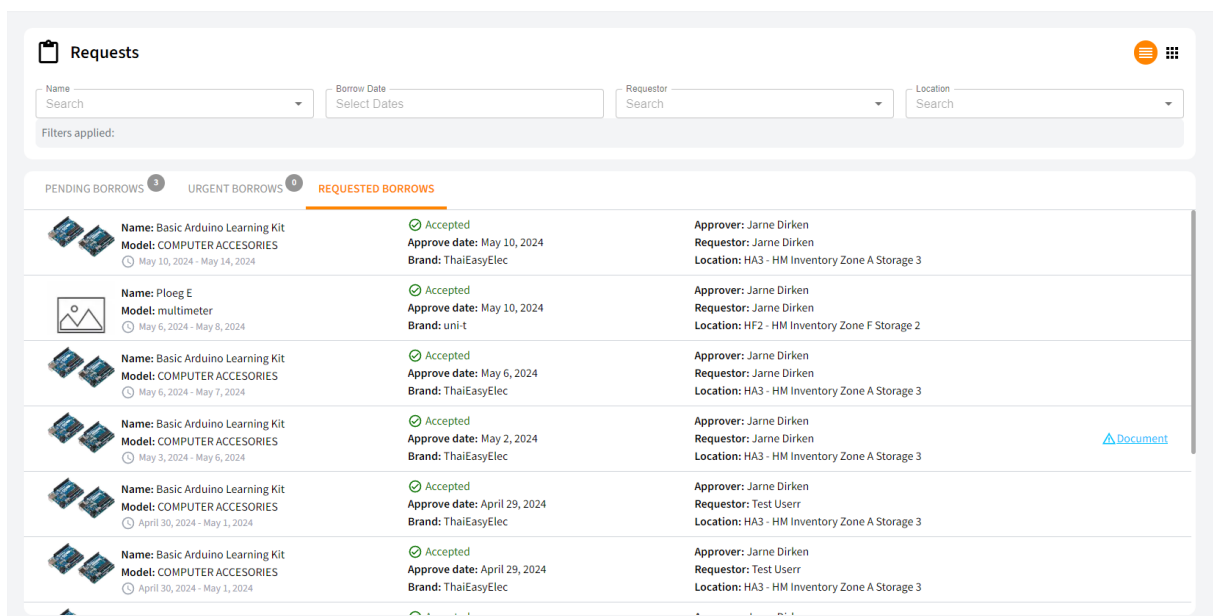 Requests
Name
Search
Borrow Date
Select Dates
Requestor
Search
Location
Search
Filters applied:
PENDING BORROWS 3 URGENT BORROWS 0 REQUESTED BORROWS
Name: Basic Arduino Learning Kit
Model: COMPUTER ACCESORIES
May 10, 2024 - May 14, 2024
Accepted
Approve date: May 10, 2024
Brand: ThaiEasyElec
Approver: Jarne Dirken
Requestor: Jarne Dirken
Location: HA3 - HM Inventory Zone A Storage 3
Name: Ploeg E
Model: multimeter
May 6, 2024 - May 8, 2024
Accepted
Approve date: May 10, 2024
Brand: uni-t
Approver: Jarne Dirken
Requestor: Jarne Dirken
Location: HF2 - HM Inventory Zone F Storage 2
Name: Basic Arduino Learning Kit
Model: COMPUTER ACCESORIES
May 6, 2024 - May 7, 2024
Accepted
Approve date: May 6, 2024
Brand: ThaiEasyElec
Approver: Jarne Dirken
Requestor: Jarne Dirken
Location: HA3 - HM Inventory Zone A Storage 3
Name: Basic Arduino Learning Kit
Model: COMPUTER ACCESORIES
May 3, 2024 - May 6, 2024
Accepted
Approve date: May 2, 2024
Brand: ThaiEasyElec
Approver: Jarne Dirken
Requestor: Jarne Dirken
Location: HA3 - HM Inventory Zone A Storage 3
Document
Name: Basic Arduino Learning Kit
Model: COMPUTER ACCESORIES
April 30, 2024 - May 1, 2024
Accepted
Approve date: April 29, 2024
Brand: ThaiEasyElec
Approver: Jarne Dirken
Requestor: Test Userr
Location: HA3 - HM Inventory Zone A Storage 3
Name: Basic Arduino Learning Kit
Model: COMPUTER ACCESORIES
April 30, 2024 - May 1, 2024
Accepted
Approve date: April 29, 2024
Brand: ThaiEasyElec
Approver: Jarne Dirken
Requestor: Test Userr
Location: HA3 - HM Inventory Zone A Storage 3